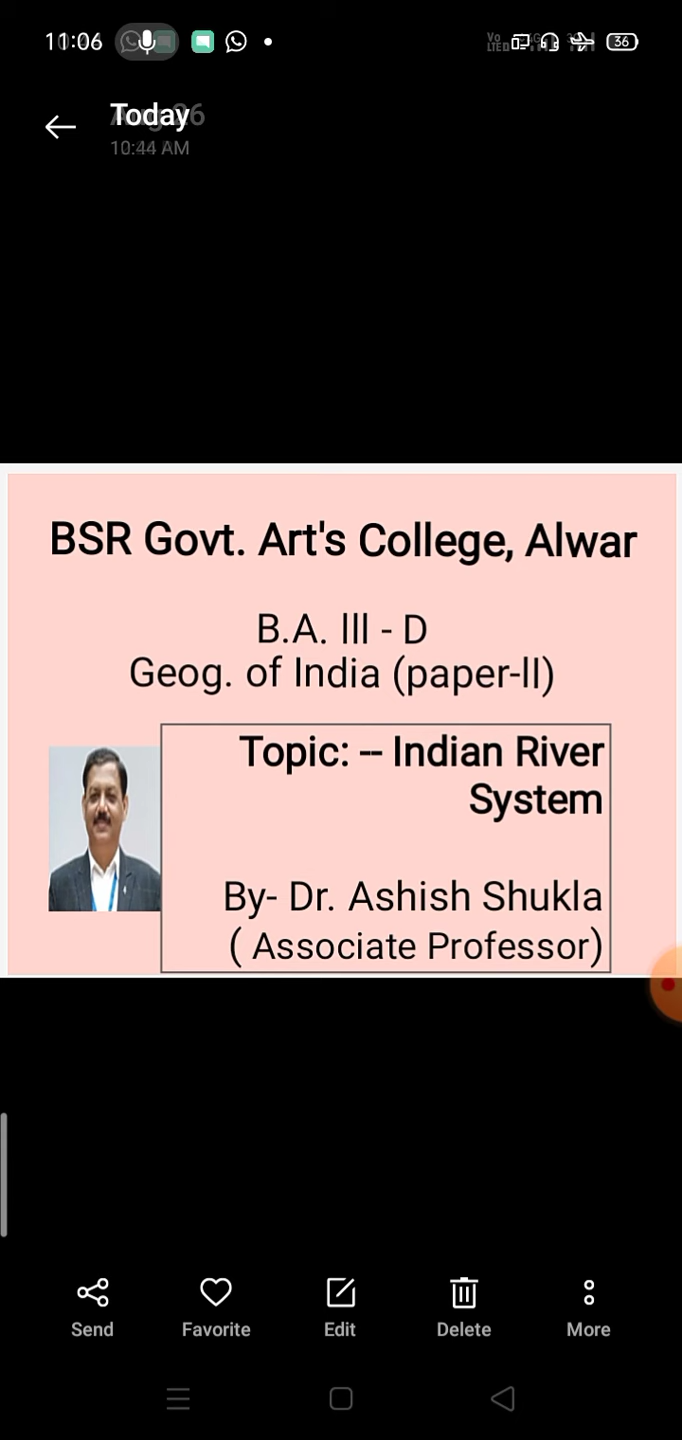 11:06
36
Today
10:44 AM
BSR Govt. Art's College, Alwar
B.A. III - D
Geog. of India (paper-II)
Topic: -- Indian River
System
By- Dr. Ashish Shukla
( Associate Professor)
Send Favorite Edit Delete More